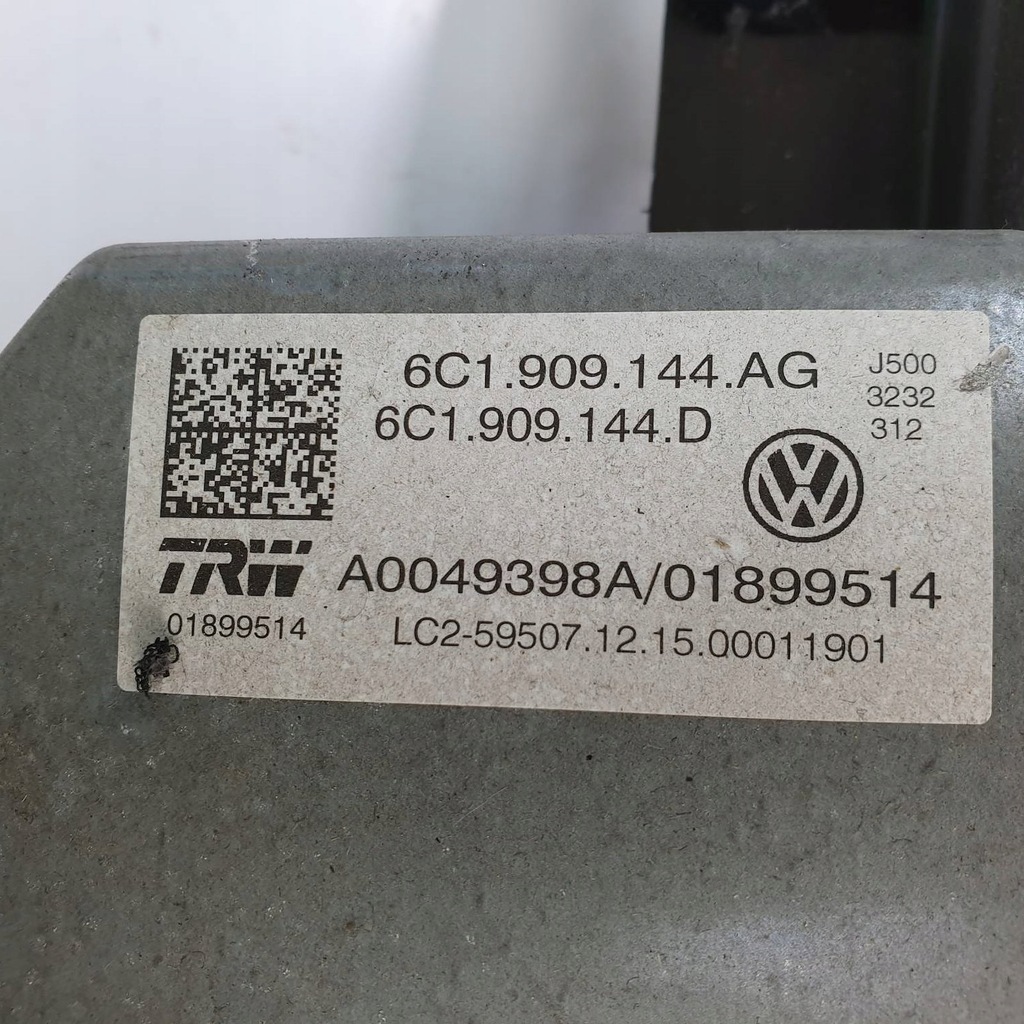 6C1.909.144.AG
6C1.909.144.D
J500
3232
312
TRW
A0049398A/01899514
01899514
LC2-59507.12.15.00011901